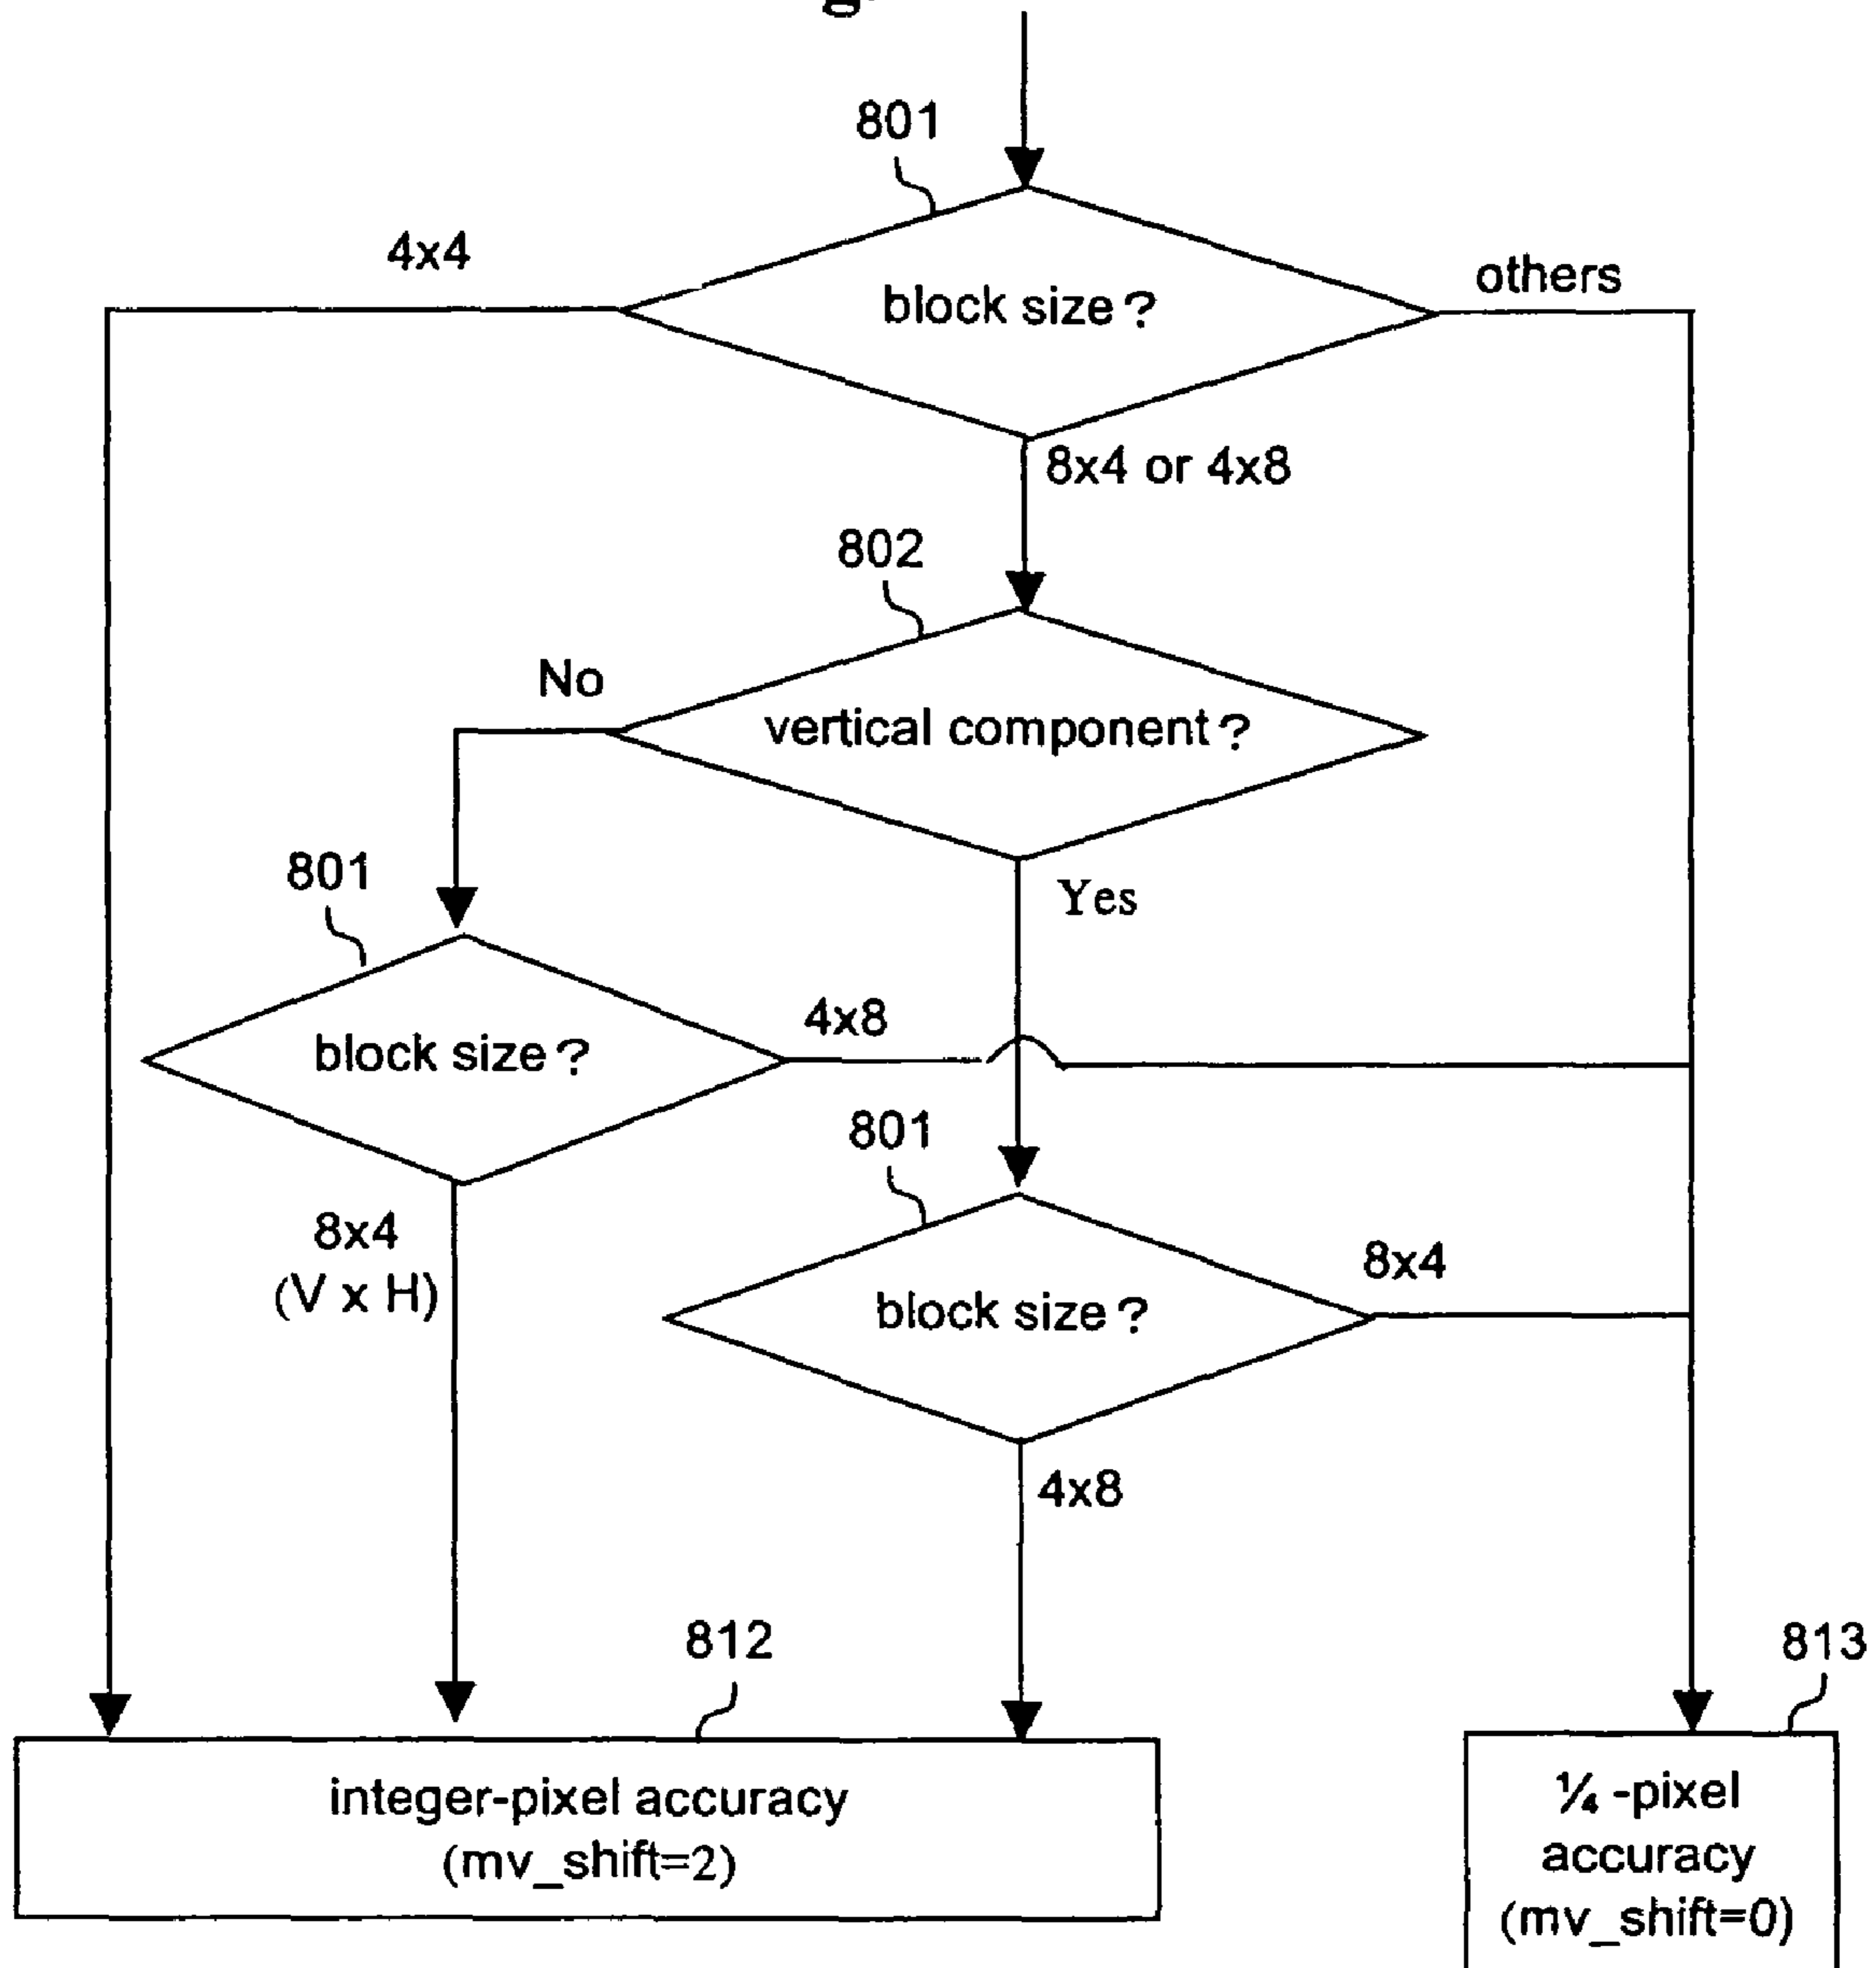 801
4x4
others
block size?
8x4 or 4x8
802
No
vertical component?
801
Yes
4x8
block size?
801
8x4
(V x H)
8x4
block size?
4x8
812
813
integer-pixel accuracy
(mv_shift=2)
¼-pixel
accuracy
(mv_shift=0)